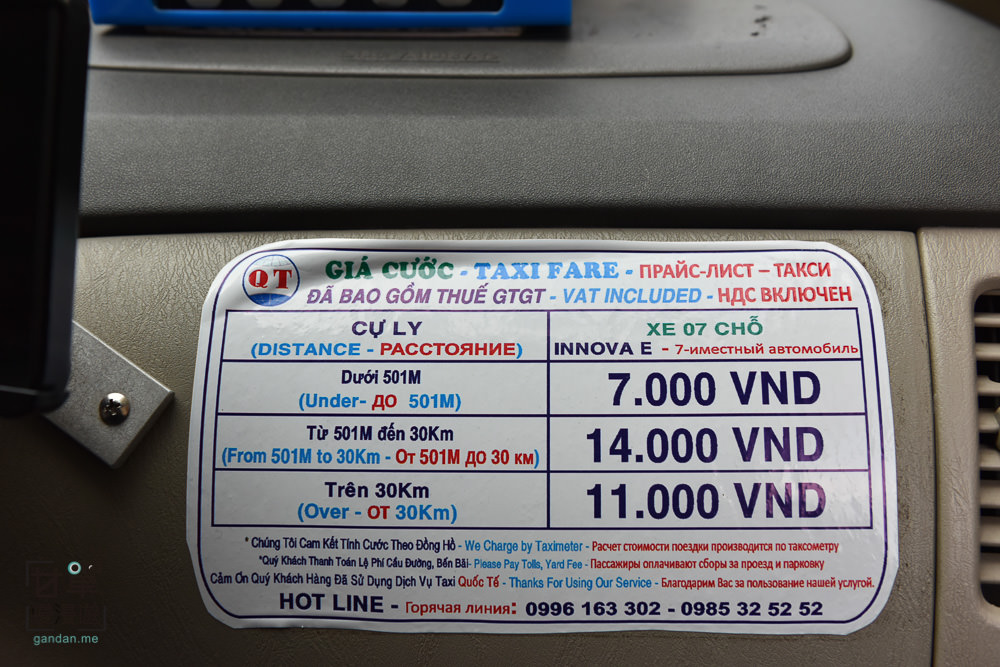 QT
GIÁ CƯỚC - TAXI FARE - ПРАЙС-ЛИСТ – ТАКСИ
ĐÃ BAO GỒM THUẾ GTGT - VAT INCLUDED - НДС ВКЛЮЧЕН
CỰ LY
(DISTANCE - РАССТОЯНИЕ)
XE 07 CHỖ
INNOVA E - 7-иместный автомобиль
Dưới 501M
(Under- ДО 501M)
7.000 VND
Từ 501M đến 30Km
(From 501M to 30Km - От 501M ДО 30 км)
14.000 VND
Trên 30Km
(Over - ОТ 30Km)
11.000 VND
* Chúng Tôi Cam Kết Tính Cước Theo Đồng Hồ - We Charge by Taximeter - Расчет стоимости поездки производится по таксометру
*Quý Khách Thanh Toán Lệ Phí Cầu Đường, Bến Bãi- Please Pay Tolls, Yard Fee - Пассажиры оплачивают сборы за проезд и парковку
Cảm Ơn Quý Khách Hàng Đã Sử Dụng Dịch Vụ Taxi Quốc Tế - Thanks For Using Our Service - Благодарим Вас за пользование нашей услугой.
HOT LINE - Горячая линия: 0996 163 302 - 0985 32 52 52
gandan.me